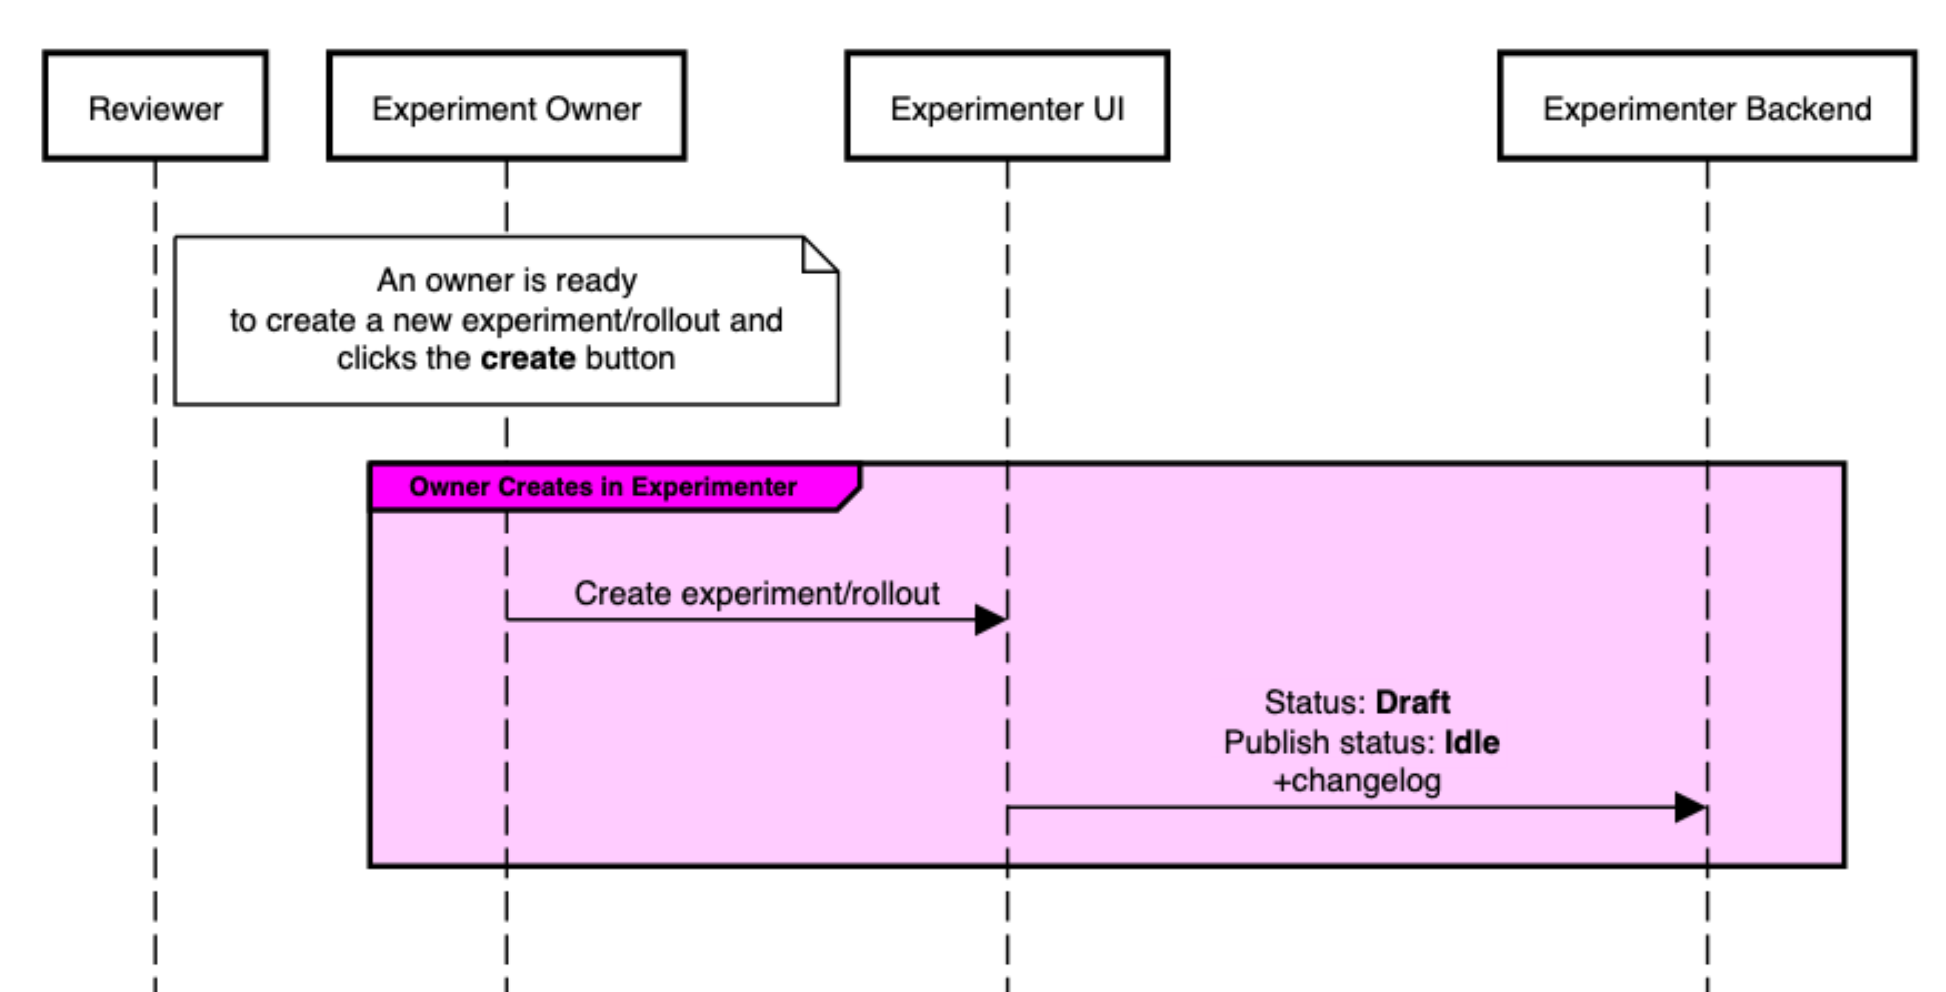 Reviewer
Experiment Owner
Experimenter UI
Experimenter Backend
An owner is ready
to create a new experiment/rollout and
clicks the create button
Owner Creates in Experimenter
Create experiment/rollout
Status: Draft
Publish status: Idle
+changelog